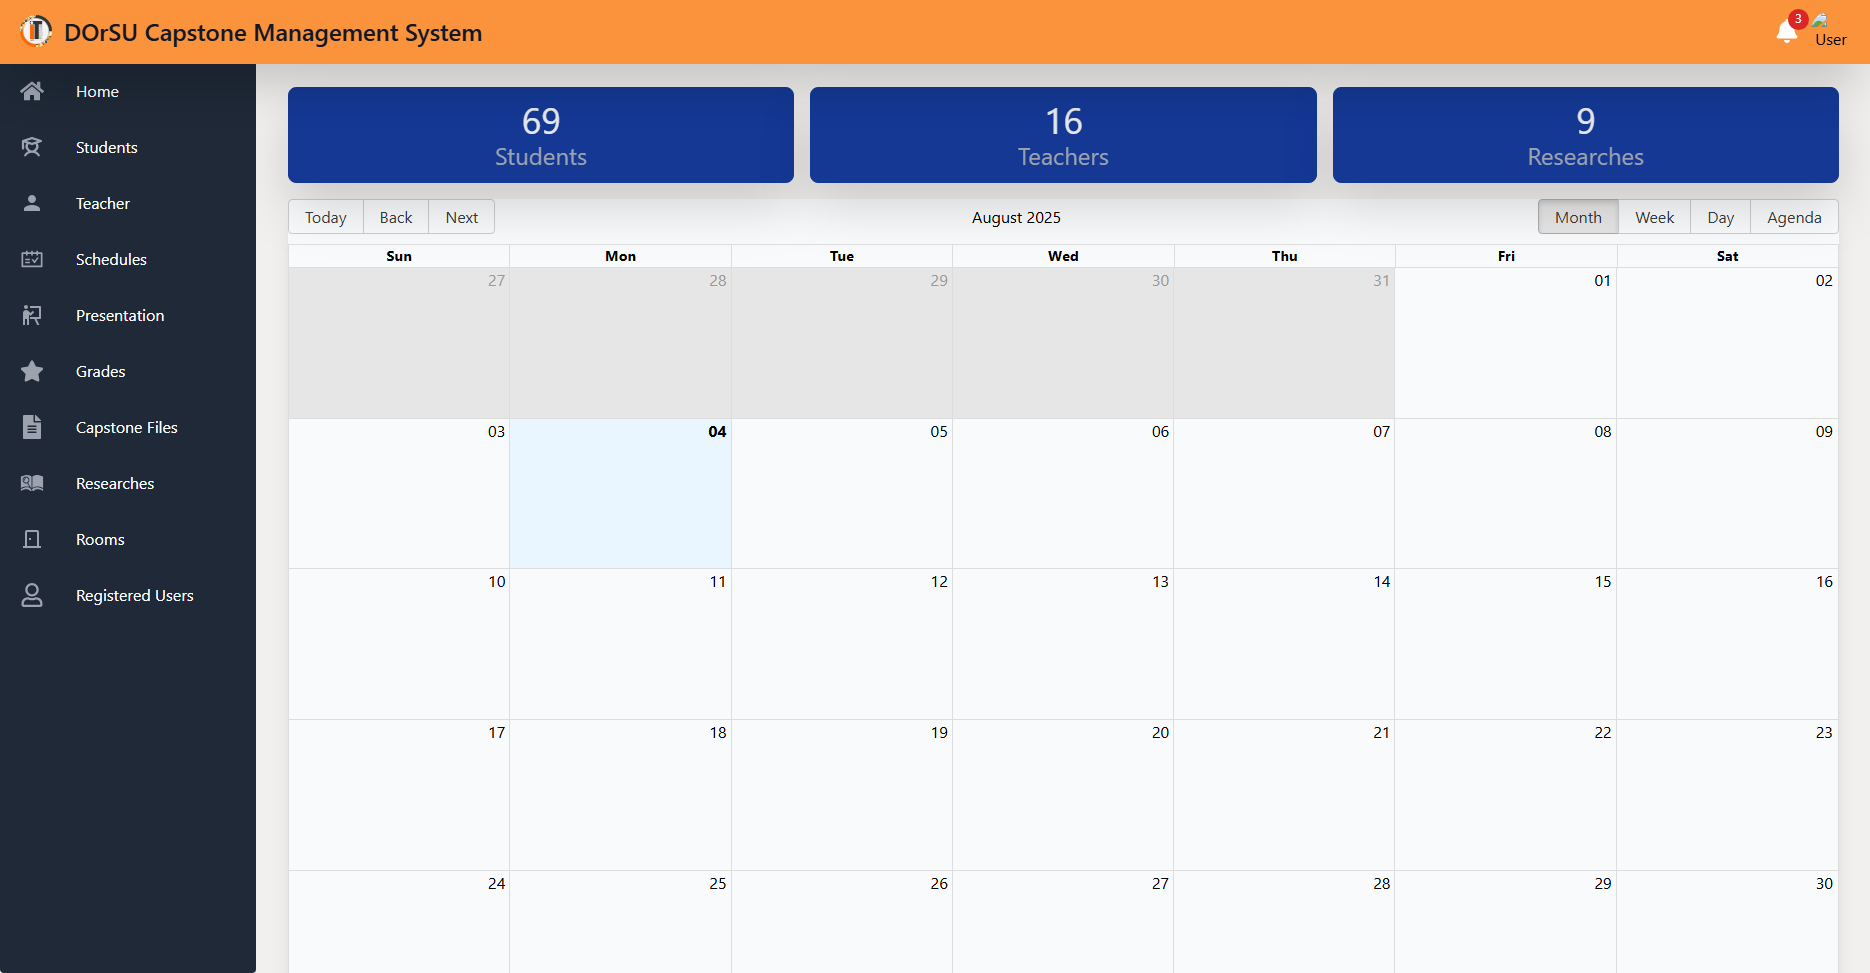 DOrSU Capstone Management System
3
User
Home
Students
Teacher
Schedules
Presentation
Grades
Capstone Files
Researches
Rooms
Registered Users
69
Students
16
Teachers
9
Researches
Today Back Next
August 2025
Month Week Day Agenda
Sun Mon Tue Wed Thu Fri Sat
27 28 29 30 31 01 02
03 04 05 06 07 08 09
10 11 12 13 14 15 16
17 18 19 20 21 22 23
24 25 26 27 28 29 30